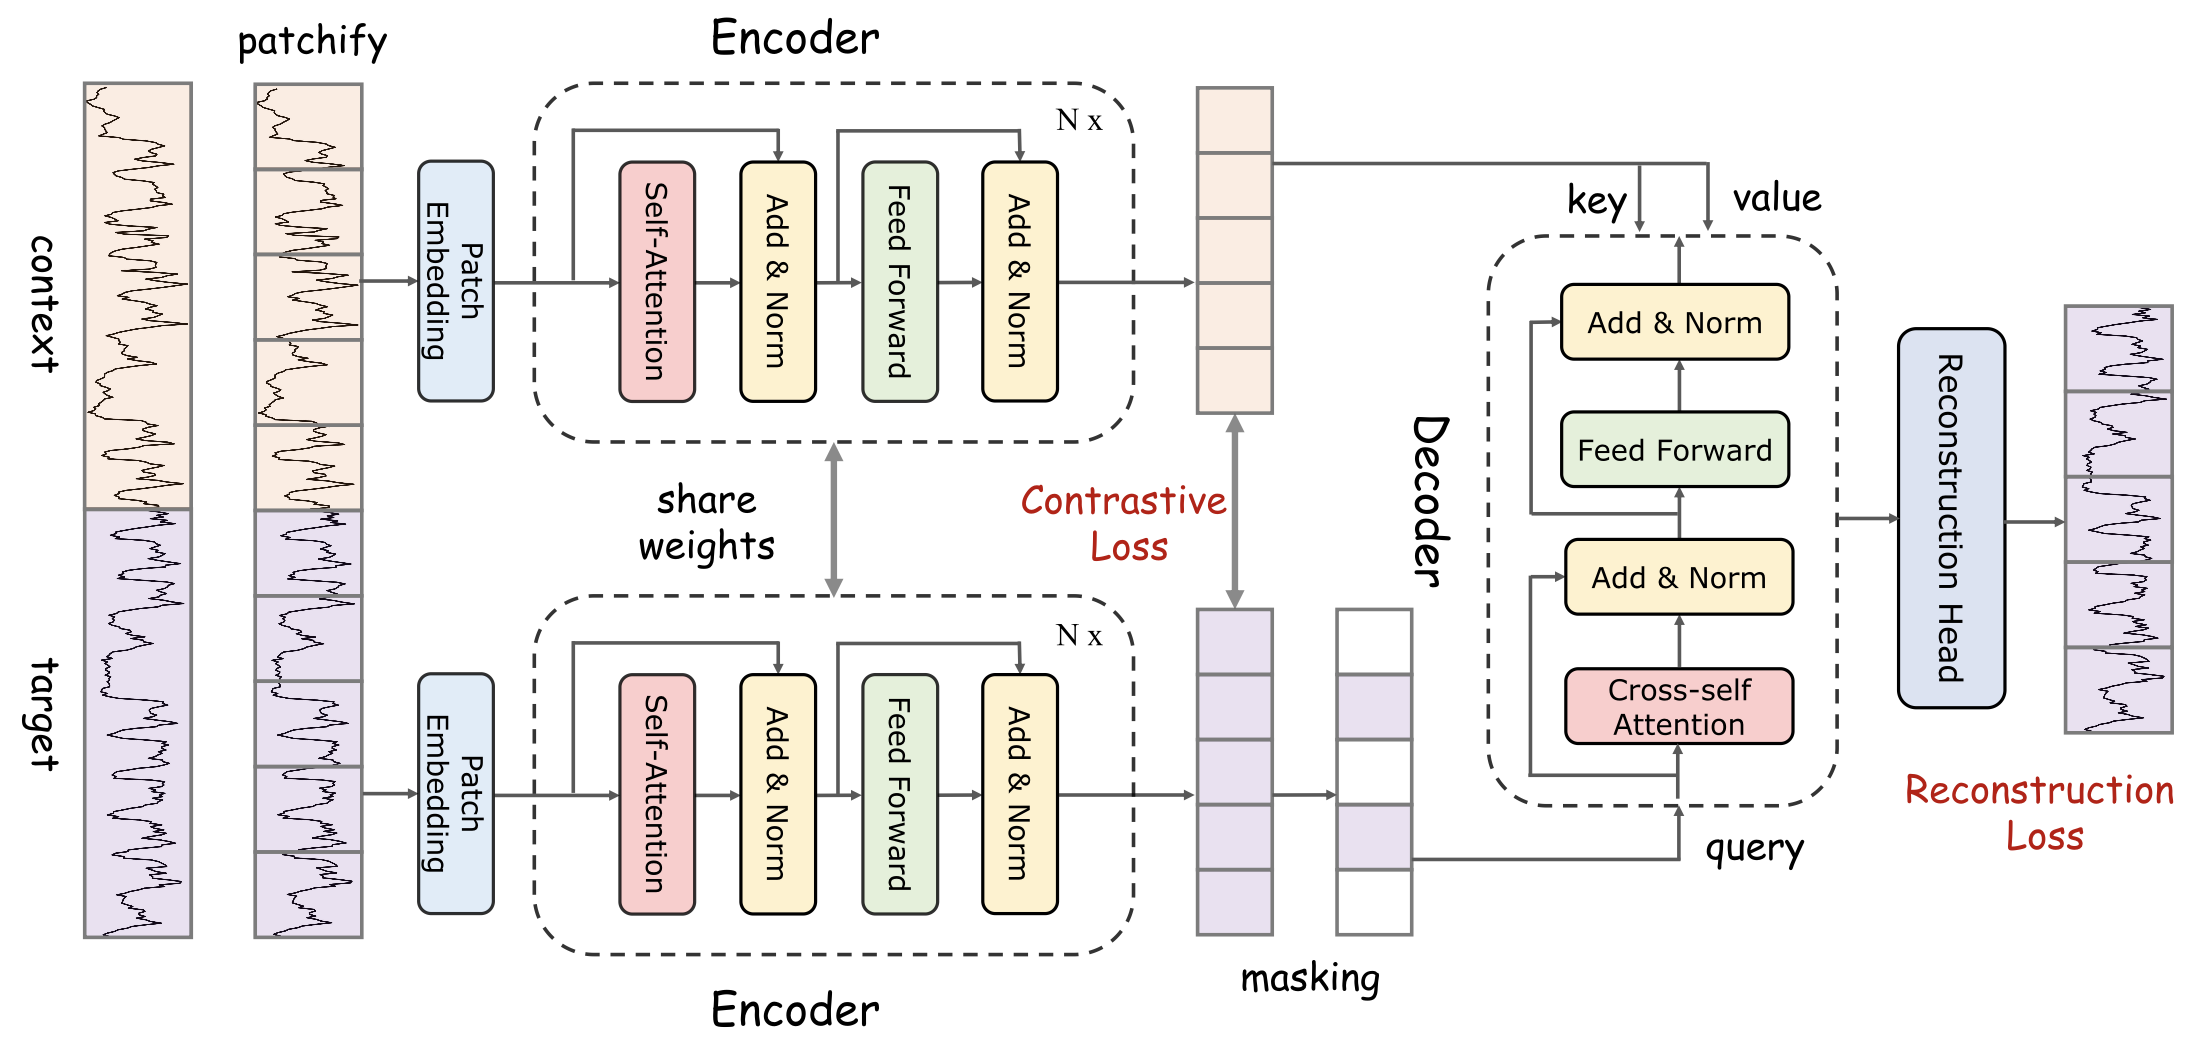 patchify
Encoder
context
target
Patch
Embedding
N x
Self-Attention
Add & Norm
Feed Forward
Add & Norm
share
weights
Contrastive
Loss
Patch
Embedding
N x
Self-Attention
Add & Norm
Feed Forward
Add & Norm
Encoder
masking
key
value
Decoder
Add & Norm
Feed Forward
Add & Norm
Cross-self
Attention
query
Reconstruction Head
Reconstruction
Loss